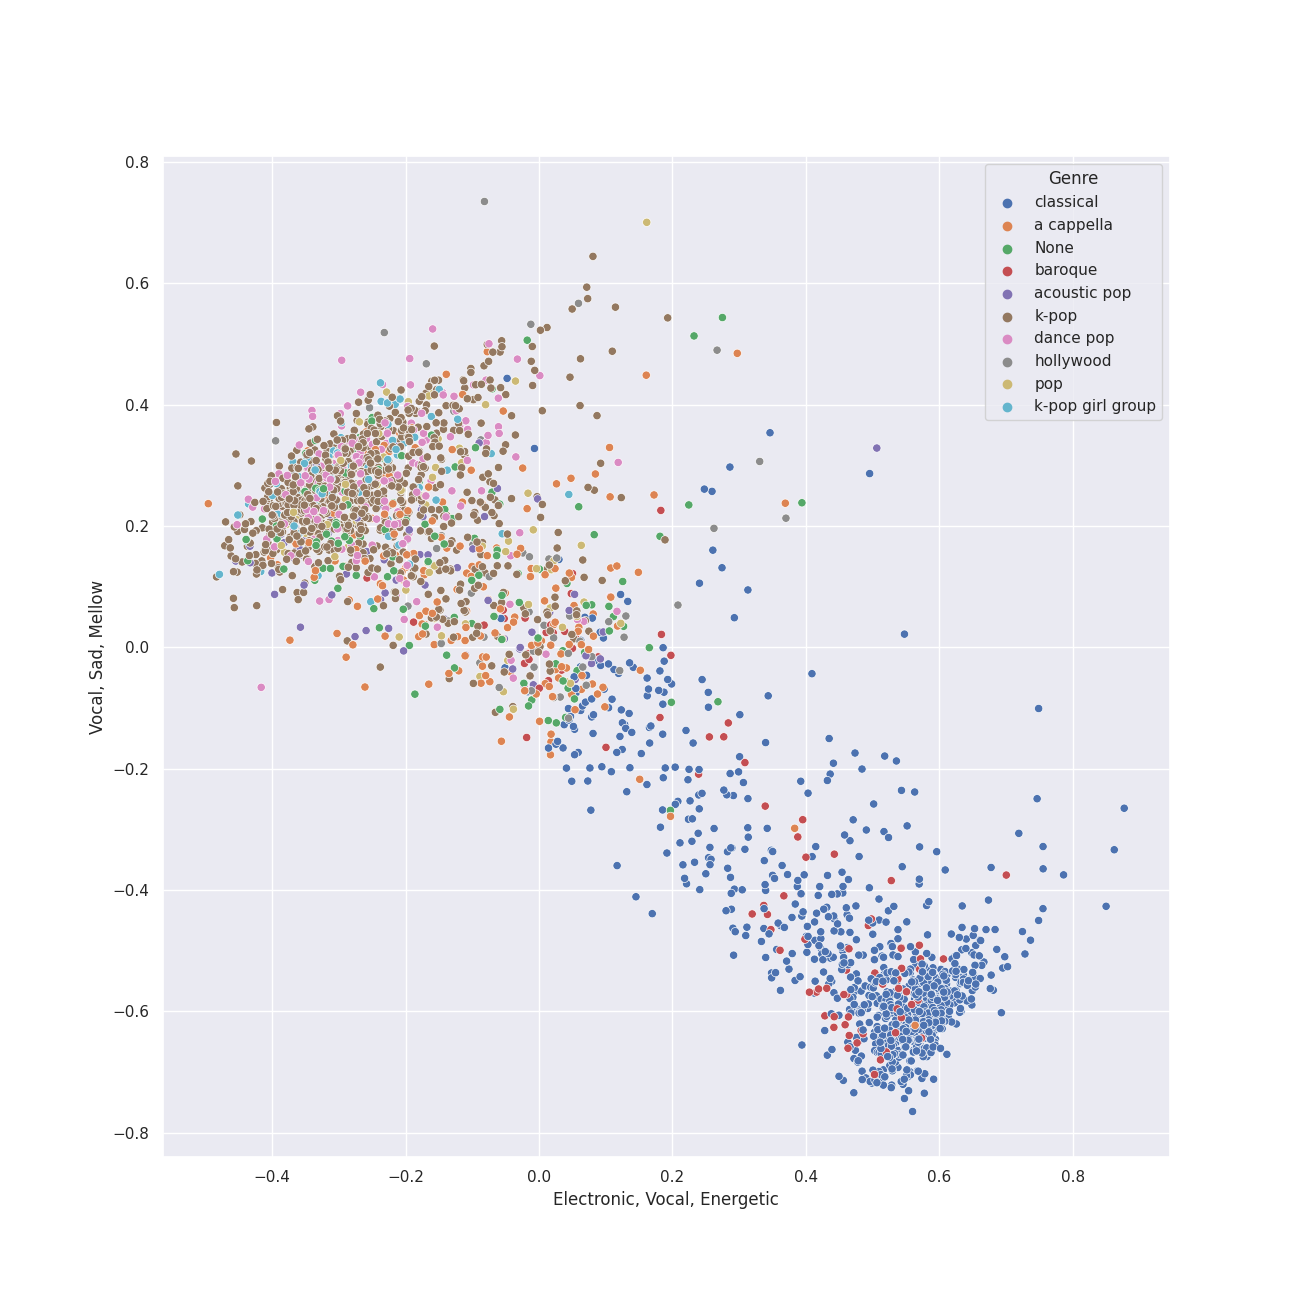 Genre
classical
a cappella
None
baroque
acoustic pop
k-pop
dance pop
hollywood
pop
k-pop girl group
0.8
0.6
0.4
0.2
0.0
−0.2
−0.4
−0.6
−0.8
Vocal, Sad, Mellow
−0.4
−0.2
0.0
0.2
0.4
0.6
0.8
Electronic, Vocal, Energetic